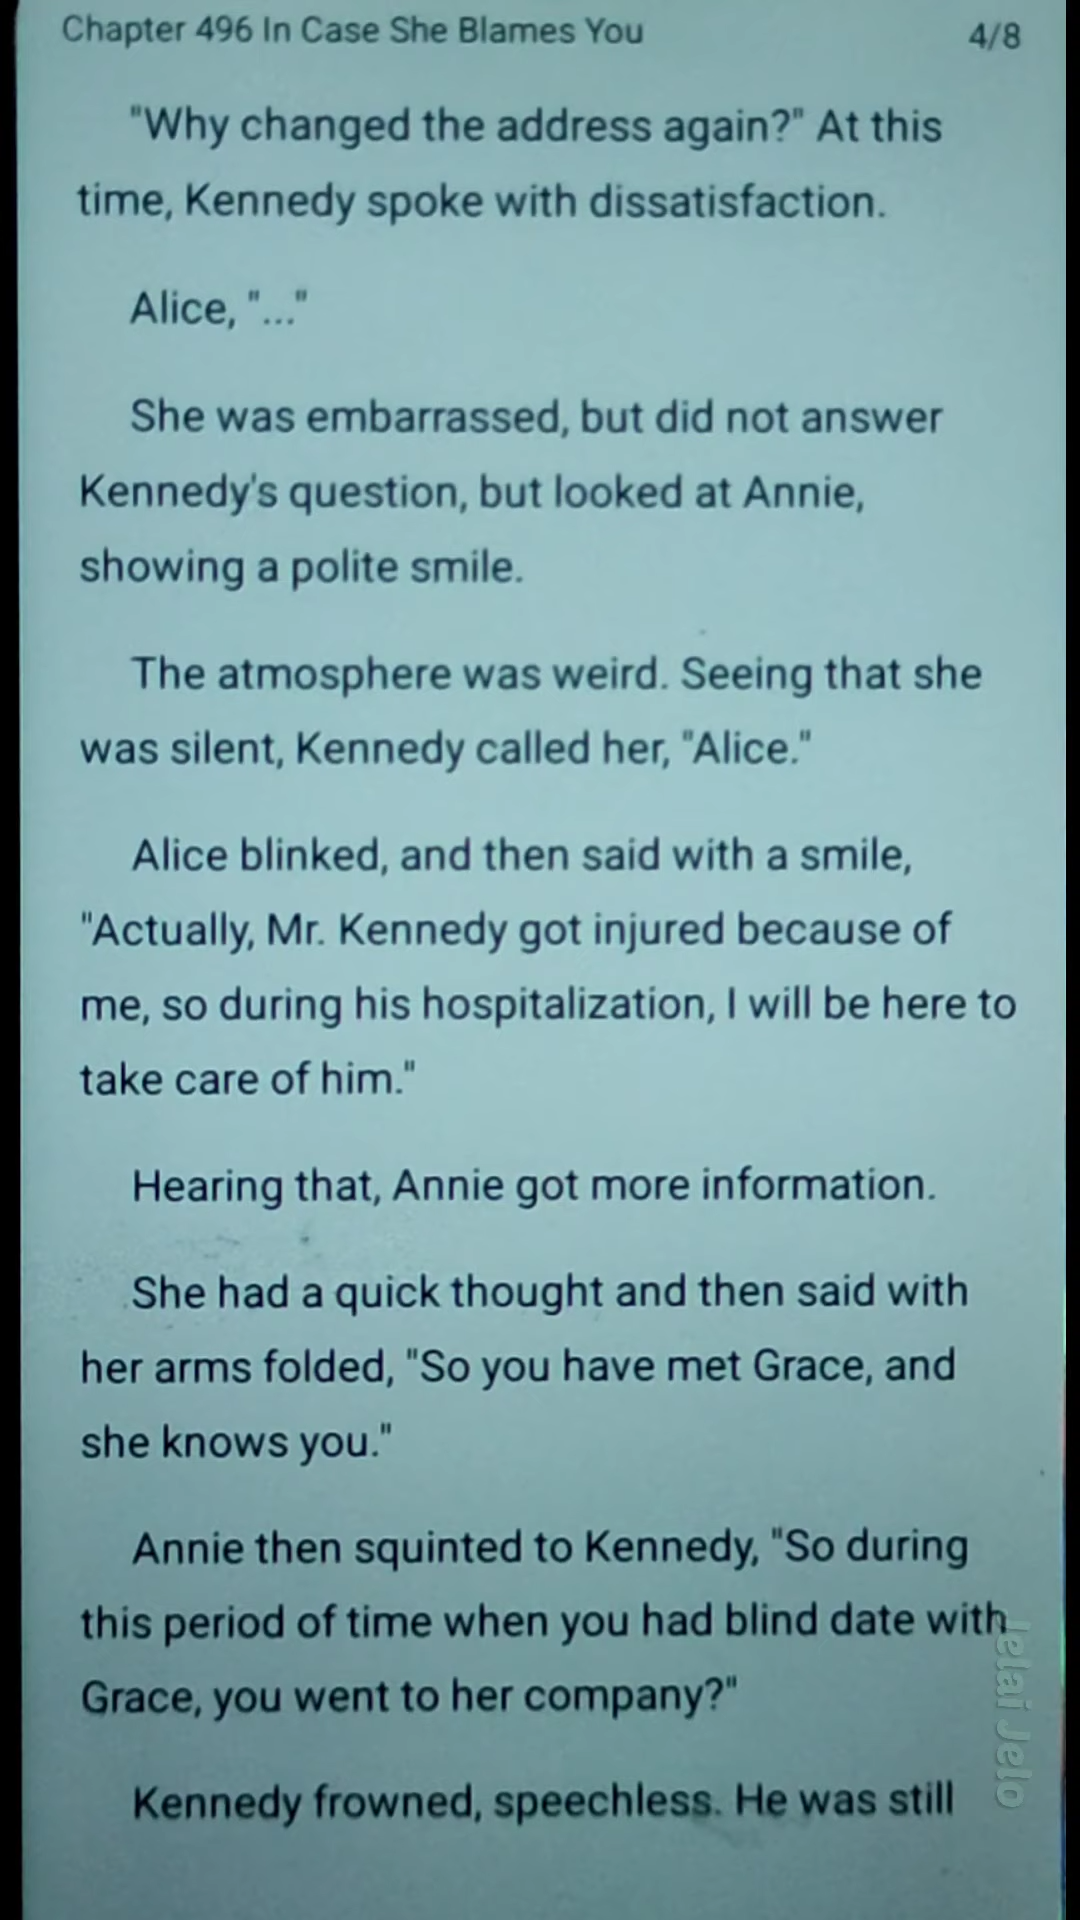 Chapter 496 In Case She Blames You
4/8
"Why changed the address again?" At this
time, Kennedy spoke with dissatisfaction.
Alice, "..."
She was embarrassed, but did not answer
Kennedy's question, but looked at Annie,
showing a polite smile.
The atmosphere was weird. Seeing that she
was silent, Kennedy called her, "Alice."
Alice blinked, and then said with a smile,
"Actually, Mr. Kennedy got injured because of
me, so during his hospitalization, I will be here to
take care of him."
Hearing that, Annie got more information.
She had a quick thought and then said with
her arms folded, "So you have met Grace, and
she knows you."
Annie then squinted to Kennedy, "So during
this period of time when you had blind date with
Grace, you went to her company?"
Kennedy frowned, speechless. He was still
Jelai Jelo